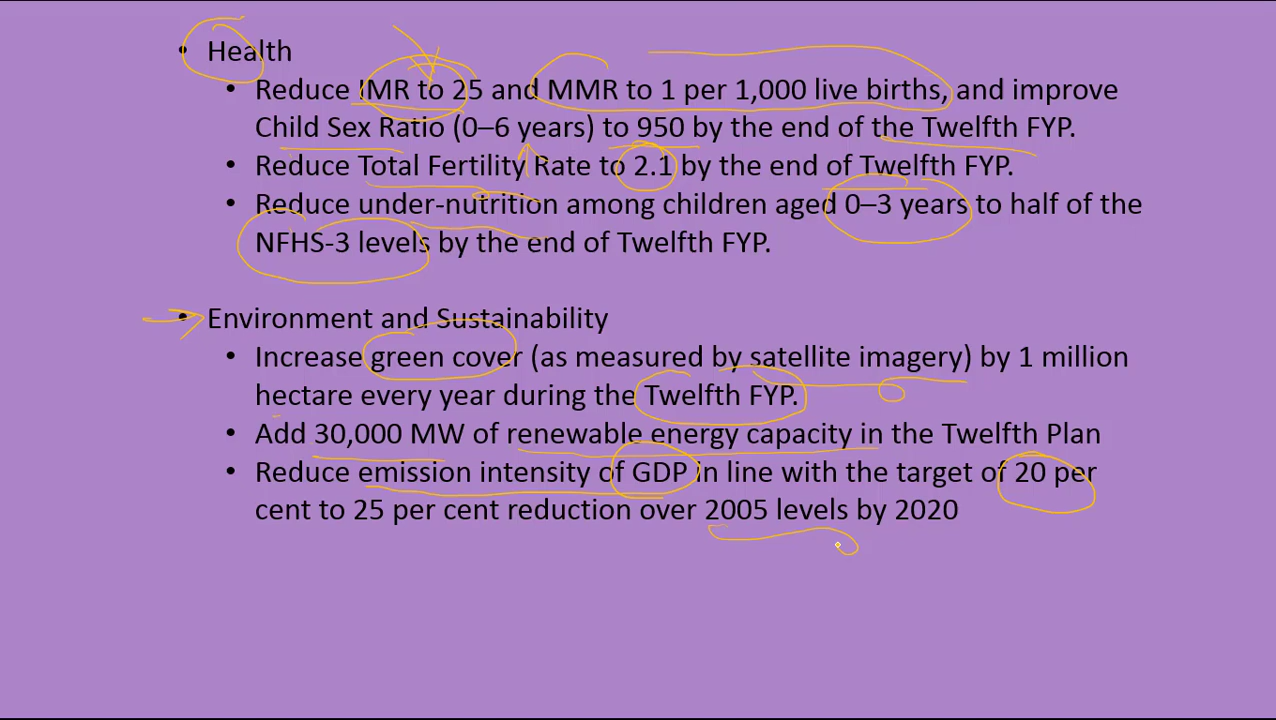 • Health
• Reduce IMR to 25 and MMR to 1 per 1,000 live births, and improve
Child Sex Ratio (0–6 years) to 950 by the end of the Twelfth FYP.
• Reduce Total Fertility Rate to 2.1 by the end of Twelfth FYP.
• Reduce under-nutrition among children aged 0–3 years to half of the
NFHS-3 levels by the end of Twelfth FYP.
• Environment and Sustainability
• Increase green cover (as measured by satellite imagery) by 1 million
hectare every year during the Twelfth FYP.
• Add 30,000 MW of renewable energy capacity in the Twelfth Plan
• Reduce emission intensity of GDP in line with the target of 20 per
cent to 25 per cent reduction over 2005 levels by 2020